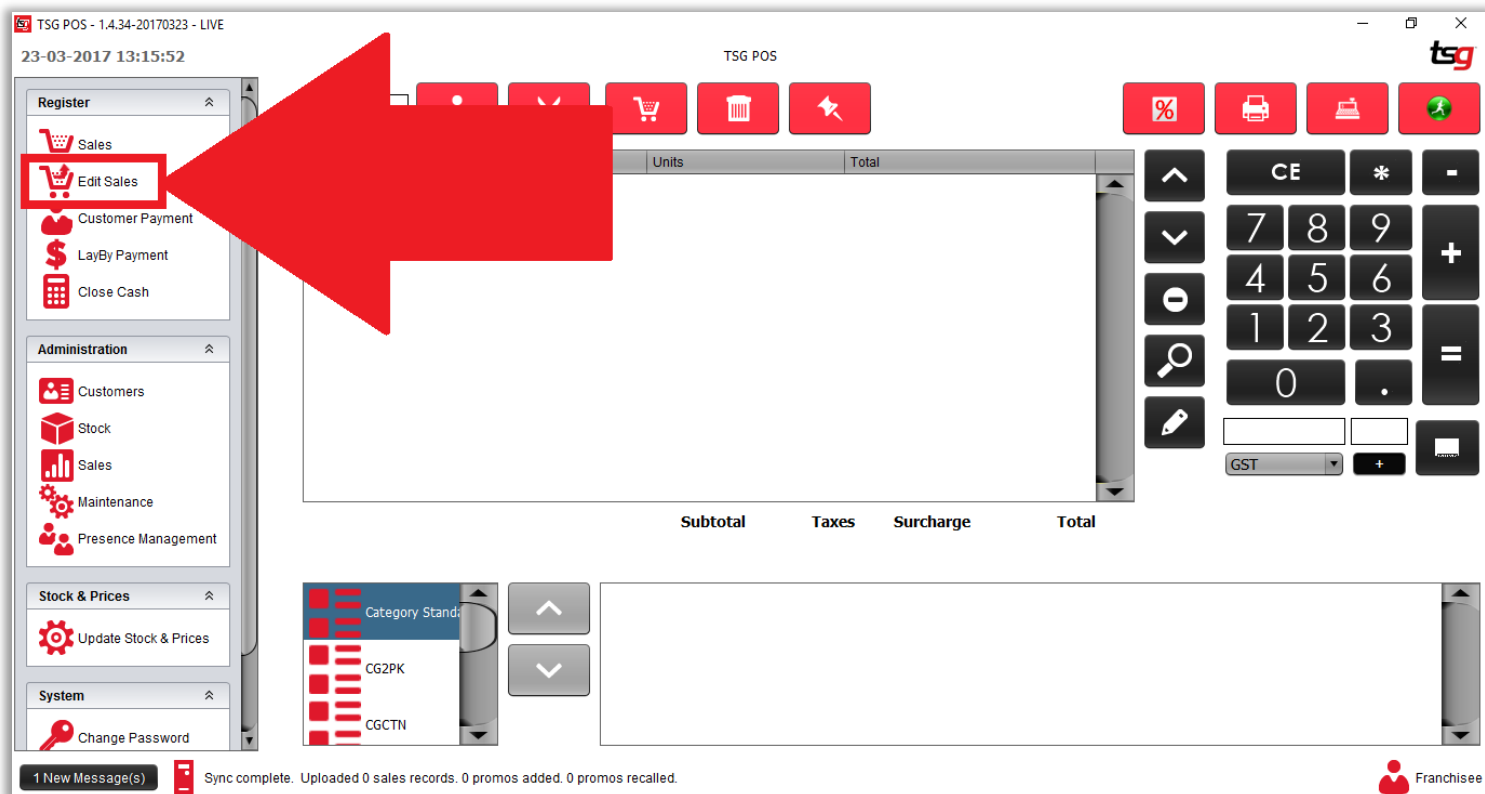 TSG POS - 1.4.34-20170323 - LIVE
23-03-2017 13:15:52
TSG POS
tsg
Register
Sales
Edit Sales
Customer Payment
LayBy Payment
Close Cash
Administration
Customers
Stock
Sales
Maintenance
Presence Management
Stock & Prices
Update Stock & Prices
System
Change Password
%
Units Total
CE * -
7 8 9 +
4 5 6
1 2 3 =
0 .
GST +
Subtotal Taxes Surcharge Total
Category Standa
CG2PK
CGCTN
1 New Message(s) Sync complete. Uploaded 0 sales records. 0 promos added. 0 promos recalled. Franchisee